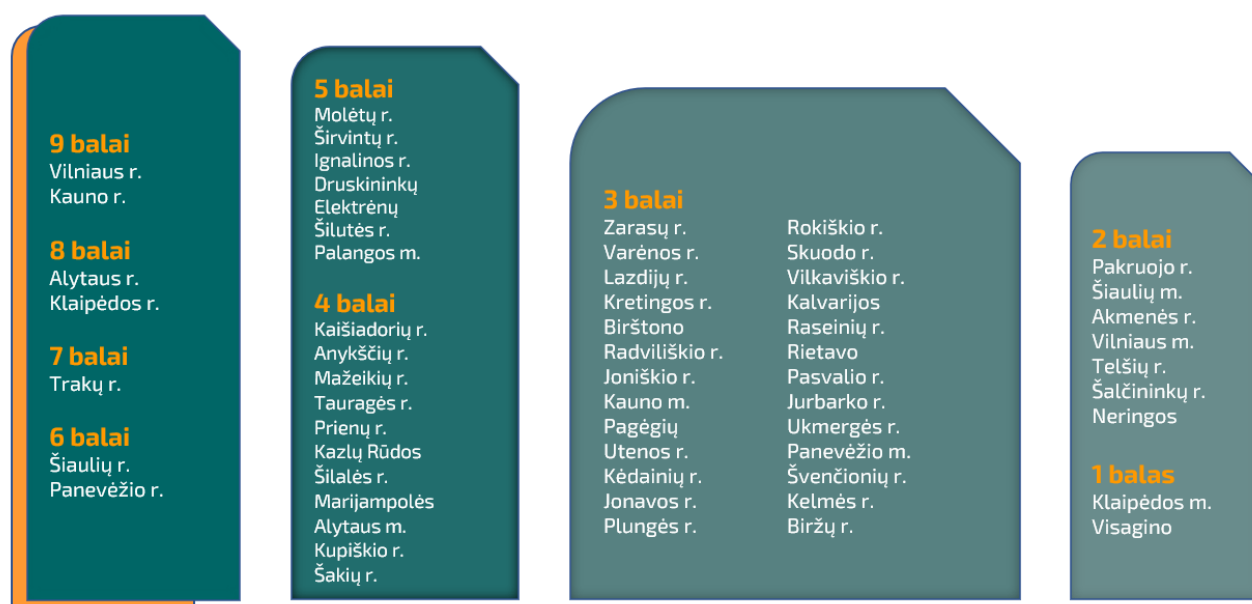 9 balai
Vilniaus r.
Kauno r.
8 balai
Alytaus r.
Klaipėdos r.
7 balai
Trakų r.
6 balai
Šiaulių r.
Panevėžio r.
5 balai
Molėtų r.
Širvintų r.
Ignalinos r.
Druskininkų
Elektrėnų
Šilutės r.
Palangos m.
4 balai
Kaišiadorių r.
Anykščių r.
Mažeikių r.
Tauragės r.
Prienų r.
Kazlų Rūdos
Šilalės r.
Marijampolės
Alytaus m.
Kupiškio r.
Šakių r.
3 balai
Zarasų r.
Varėnos r.
Lazdijų r.
Kretingos r.
Birštono
Radviliškio r.
Joniškio r.
Kauno m.
Pagėgių
Utenos r.
Kėdainių r.
Jonavos r.
Plungės r.
Rokiškio r.
Skuodo r.
Vilkaviškio r.
Kalvarijos
Raseinių r.
Rietavo
Pasvalio r.
Jurbarko r.
Ukmergės r.
Panevėžio m.
Švenčionių r.
Kelmės r.
Biržų r.
2 balai
Pakruojo r.
Šiaulių m.
Akmenės r.
Vilniaus m.
Telšių r.
Šalčininkų r.
Neringos
1 balas
Klaipėdos m.
Visagino